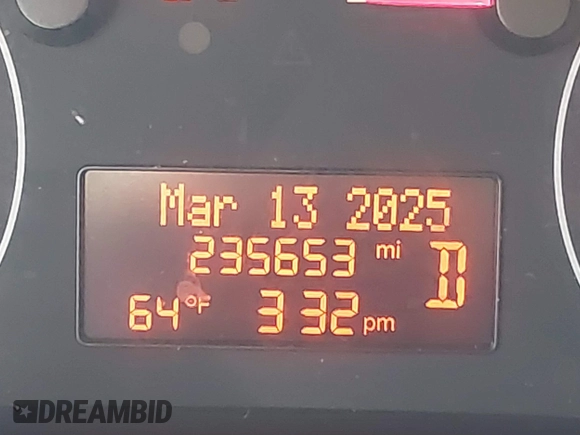 Mar 13 2025
235653 mi
D
64°F 3 32 pm
DREAMBID